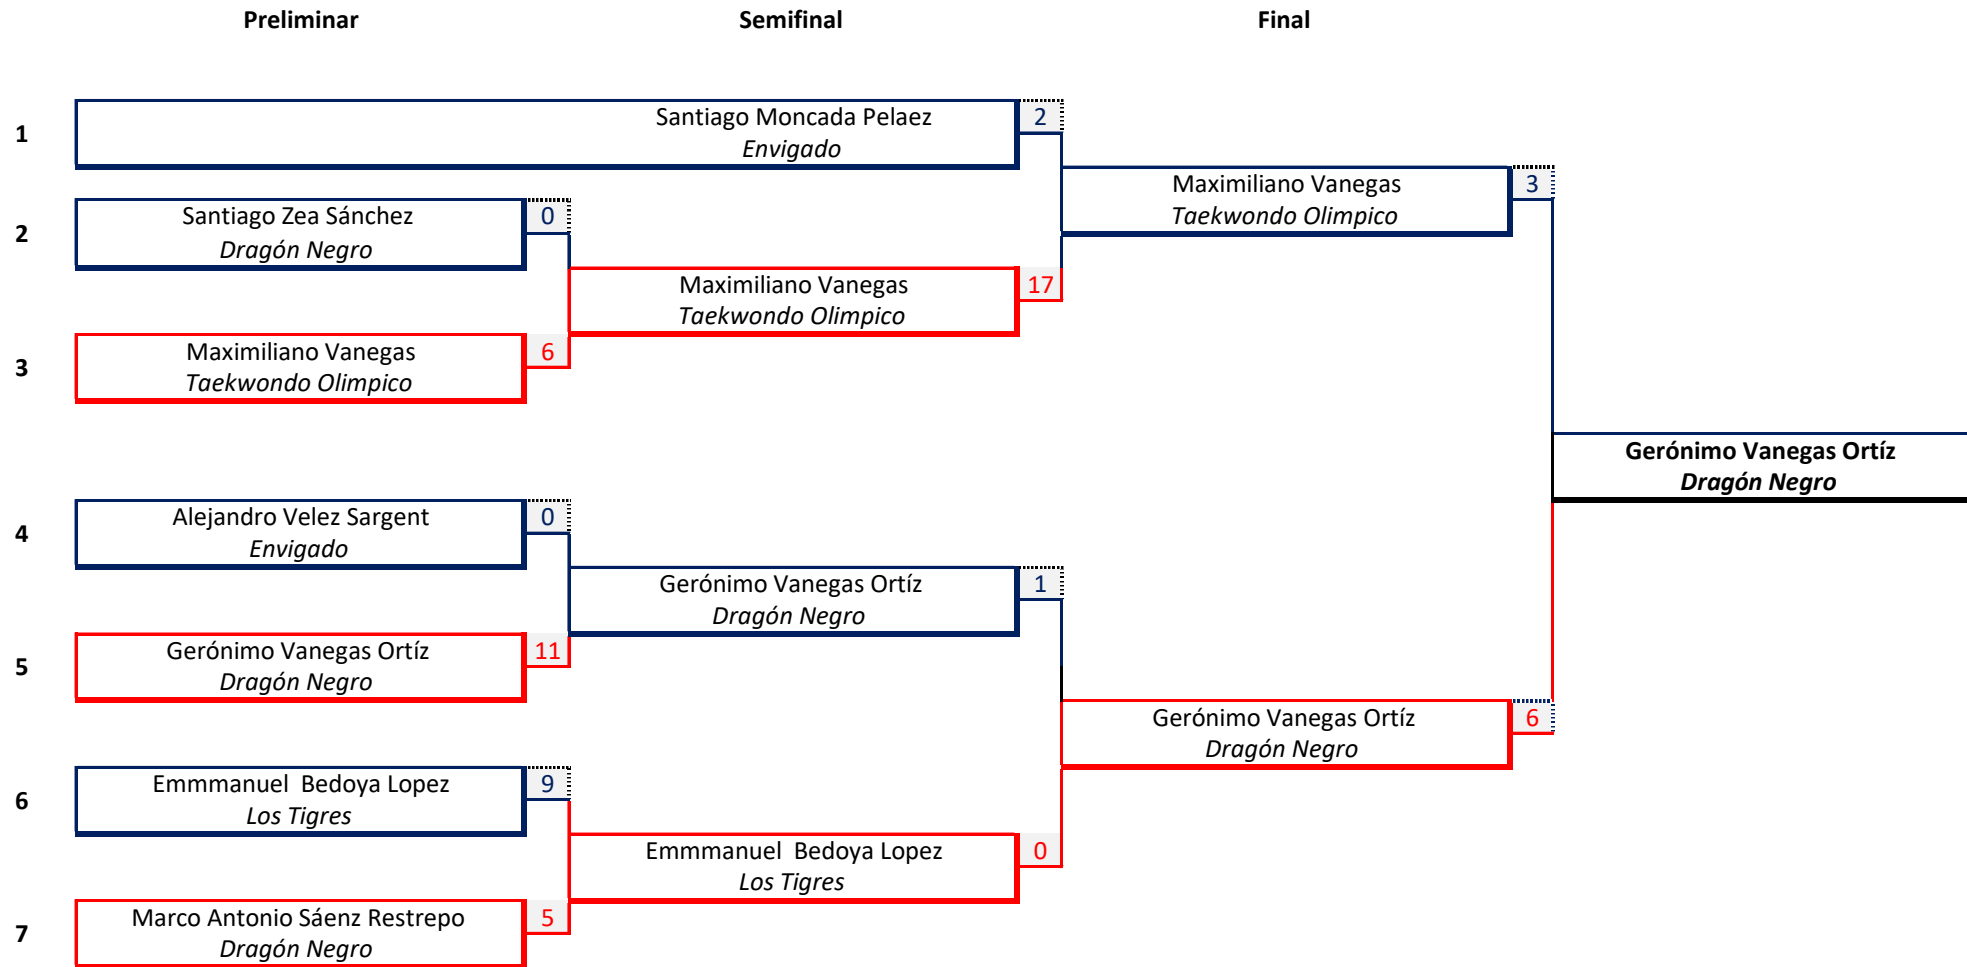 Preliminar Semifinal Final
1
Santiago Moncada Pelaez
Envigado
2
2
Santiago Zea Sánchez
Dragón Negro
0
3
Maximiliano Vanegas
Taekwondo Olimpico
6
Maximiliano Vanegas
Taekwondo Olimpico
17
Maximiliano Vanegas
Taekwondo Olimpico
3
4
Alejandro Velez Sargent
Envigado
0
5
Gerónimo Vanegas Ortíz
Dragón Negro
11
Gerónimo Vanegas Ortíz
Dragón Negro
1
6
Emmmanuel  Bedoya Lopez
Los Tigres
9
7
Marco Antonio Sáenz Restrepo
Dragón Negro
5
Emmmanuel  Bedoya Lopez
Los Tigres
0
Gerónimo Vanegas Ortíz
Dragón Negro
6
Gerónimo Vanegas Ortíz
Dragón Negro